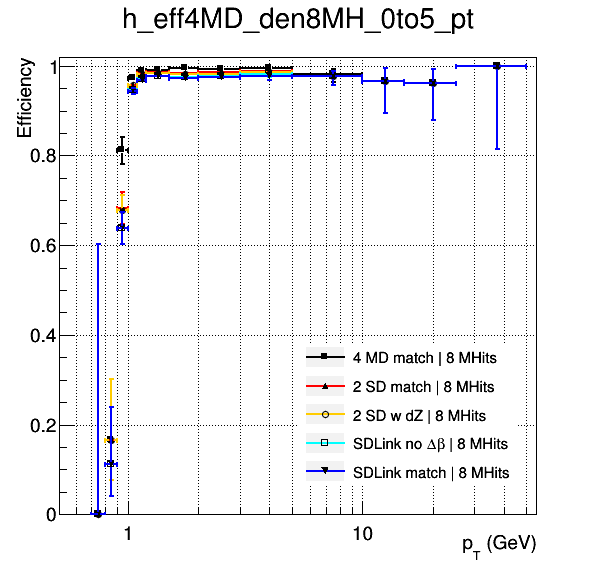 h_eff4MD_den8MH_0to5_pt
Efficiency
1
0.8
0.6
0.4
0.2
0
4 MD match | 8 MHits
2 SD match | 8 MHits
2 SD w dZ | 8 MHits
SDLink no Δβ | 8 MHits
SDLink match | 8 MHits
1
10
p_T (GeV)